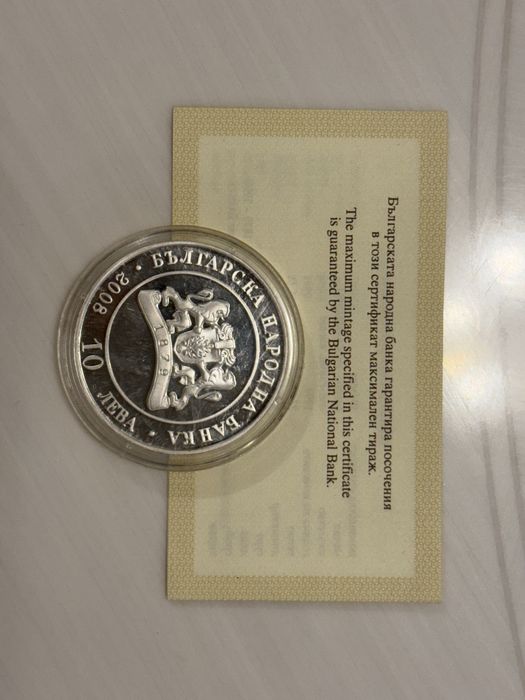 Българската народна банка гарантира посочения
в този сертификат максимален тираж.
The maximum mintage specified in this certificate
is guaranteed by the Bulgarian National Bank.
БЪЛГАРСКА НАРОДНА БАНКА
1879
2008
10
ЛЕВА